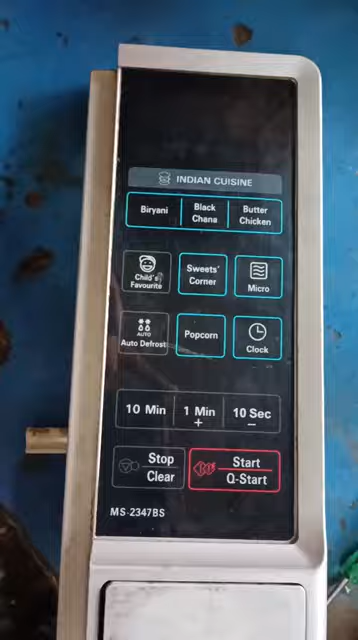 INDIAN CUISINE
Biryani
Black
Chana
Butter
Chicken
Child's
Favourite
Sweets'
Corner
Micro
AUTO
Auto Defrost
Popcorn
Clock
10 Min
1 Min
+
10 Sec
−
Stop
Clear
Start
Q-Start
MS-2347BS